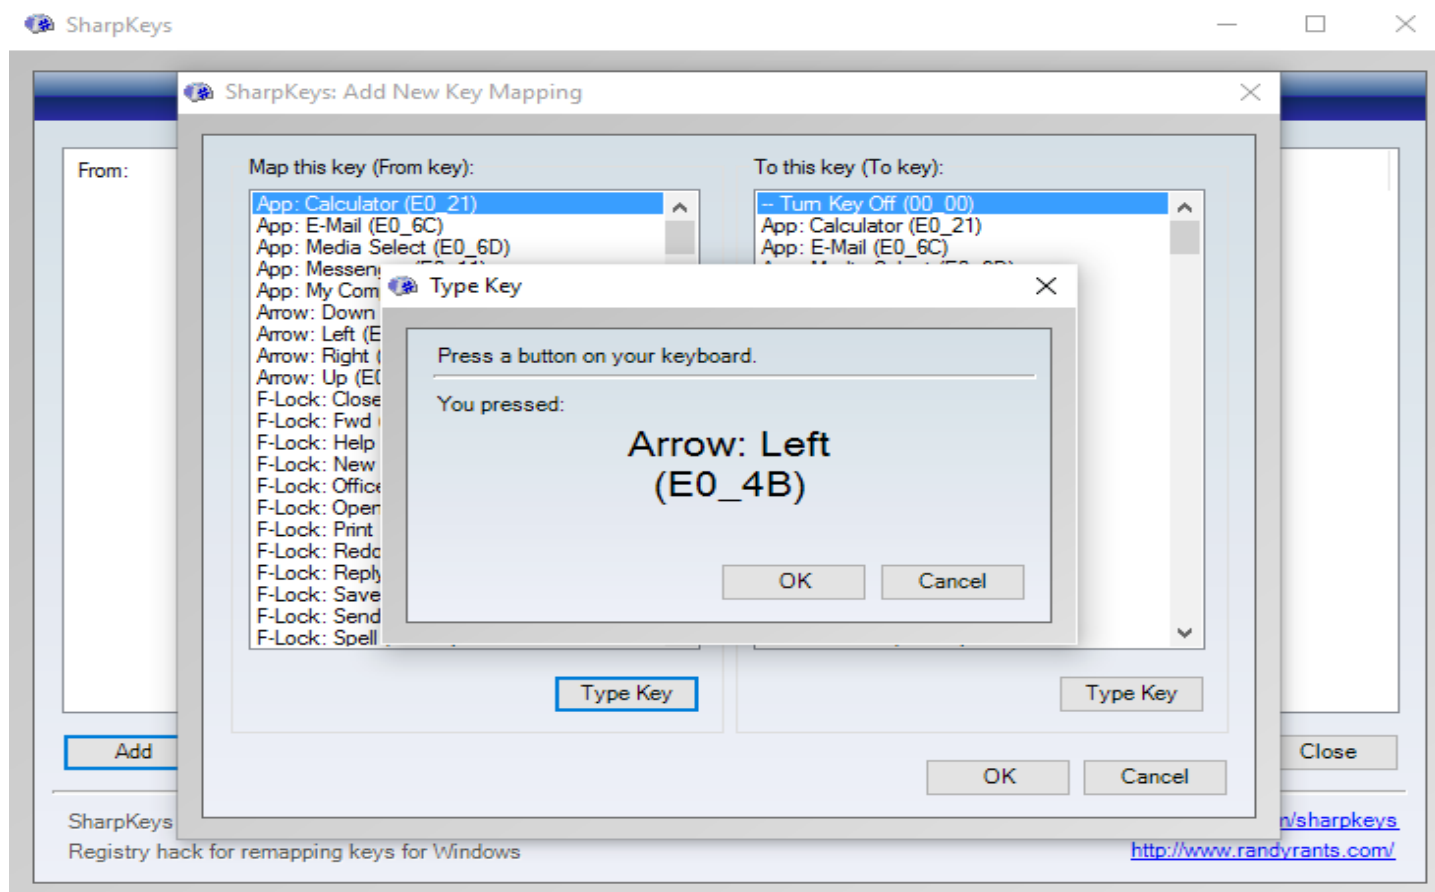 SharpKeys
SharpKeys: Add New Key Mapping
From:
Map this key (From key):
App: Calculator (E0_21)
App: E-Mail (E0_6C)
App: Media Select (E0_6D)
App:
App: My
Arrow: Down
Arrow: Left
Arrow: Right
Arrow: Up
F-Lock: Close
F-Lock: Fwd
F-Lock: Help
F-Lock: New
F-Lock: Office
F-Lock:
F-Lock: Print
F-Lock:
F-Lock: Reply
F-Lock: Save
F-Lock: Send
F-Lock: Spell
Type Key
To this key (To key):
-- Turn Key Off (00_00)
App: Calculator (E0_21)
App: E-Mail (E0_6C)
Type Key
Type Key
Press a button on your keyboard.
You pressed:
Arrow: Left
(E0_4B)
OK Cancel
OK Cancel
Add
Close
SharpKeys
n/sharpkeys
Registry hack for remapping keys for Windows
http://www.randyrants.com/